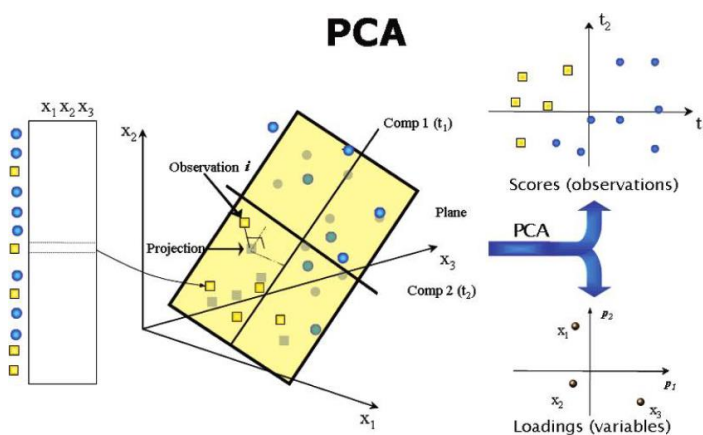 PCA
x₁ x₂ x₃
x₂
Observation i
Projection
Comp 1 (t₁)
Plane
x₃
Comp 2 (t₂)
x₁
t₂
t
Scores (observations)
PCA
p₂
x₁
p₁
x₂
x₃
Loadings (variables)